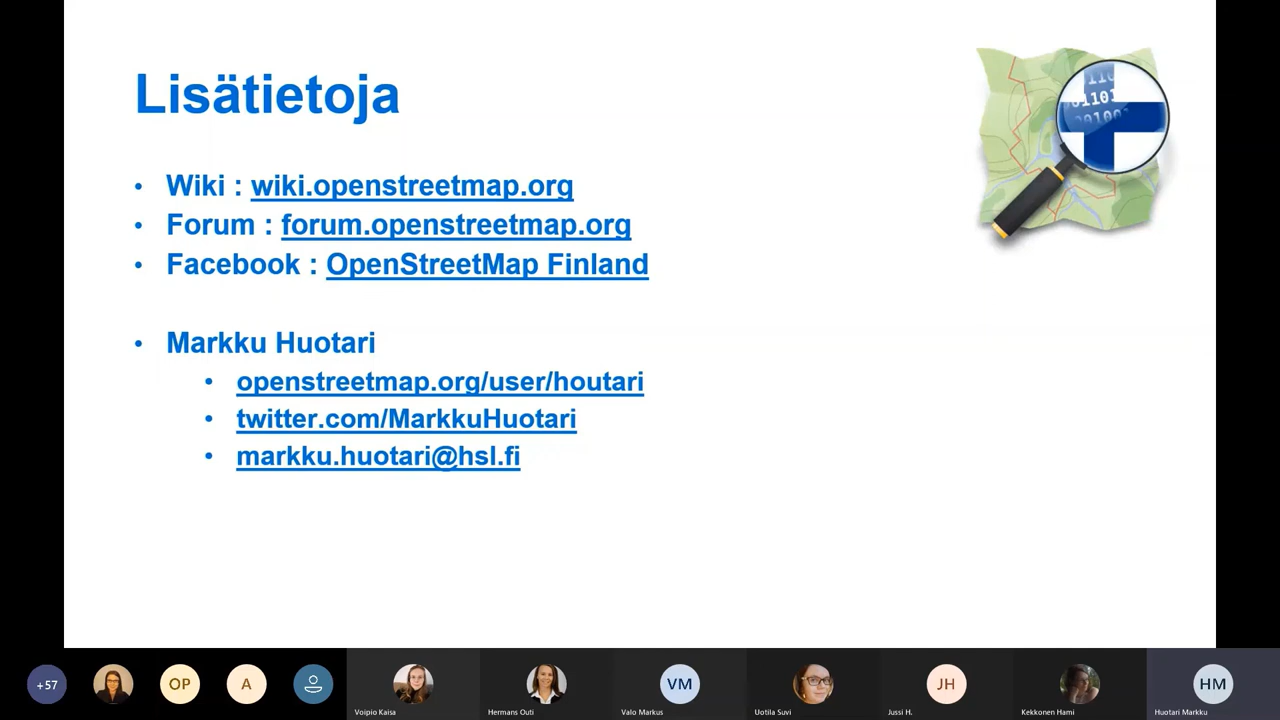 Lisätietoja
• Wiki : wiki.openstreetmap.org
• Forum : forum.openstreetmap.org
• Facebook : OpenStreetMap Finland
• Markku Huotari
• openstreetmap.org/user/houtari
• twitter.com/MarkkuHuotari
• markku.huotari@hsl.fi
+57
OP
A
Voipio Kaisa
Hermans Outi
VM
Valo Markus
Uotila Suvi
JH
Jussi H.
Kekkonen Hami
HM
Huotari Markku